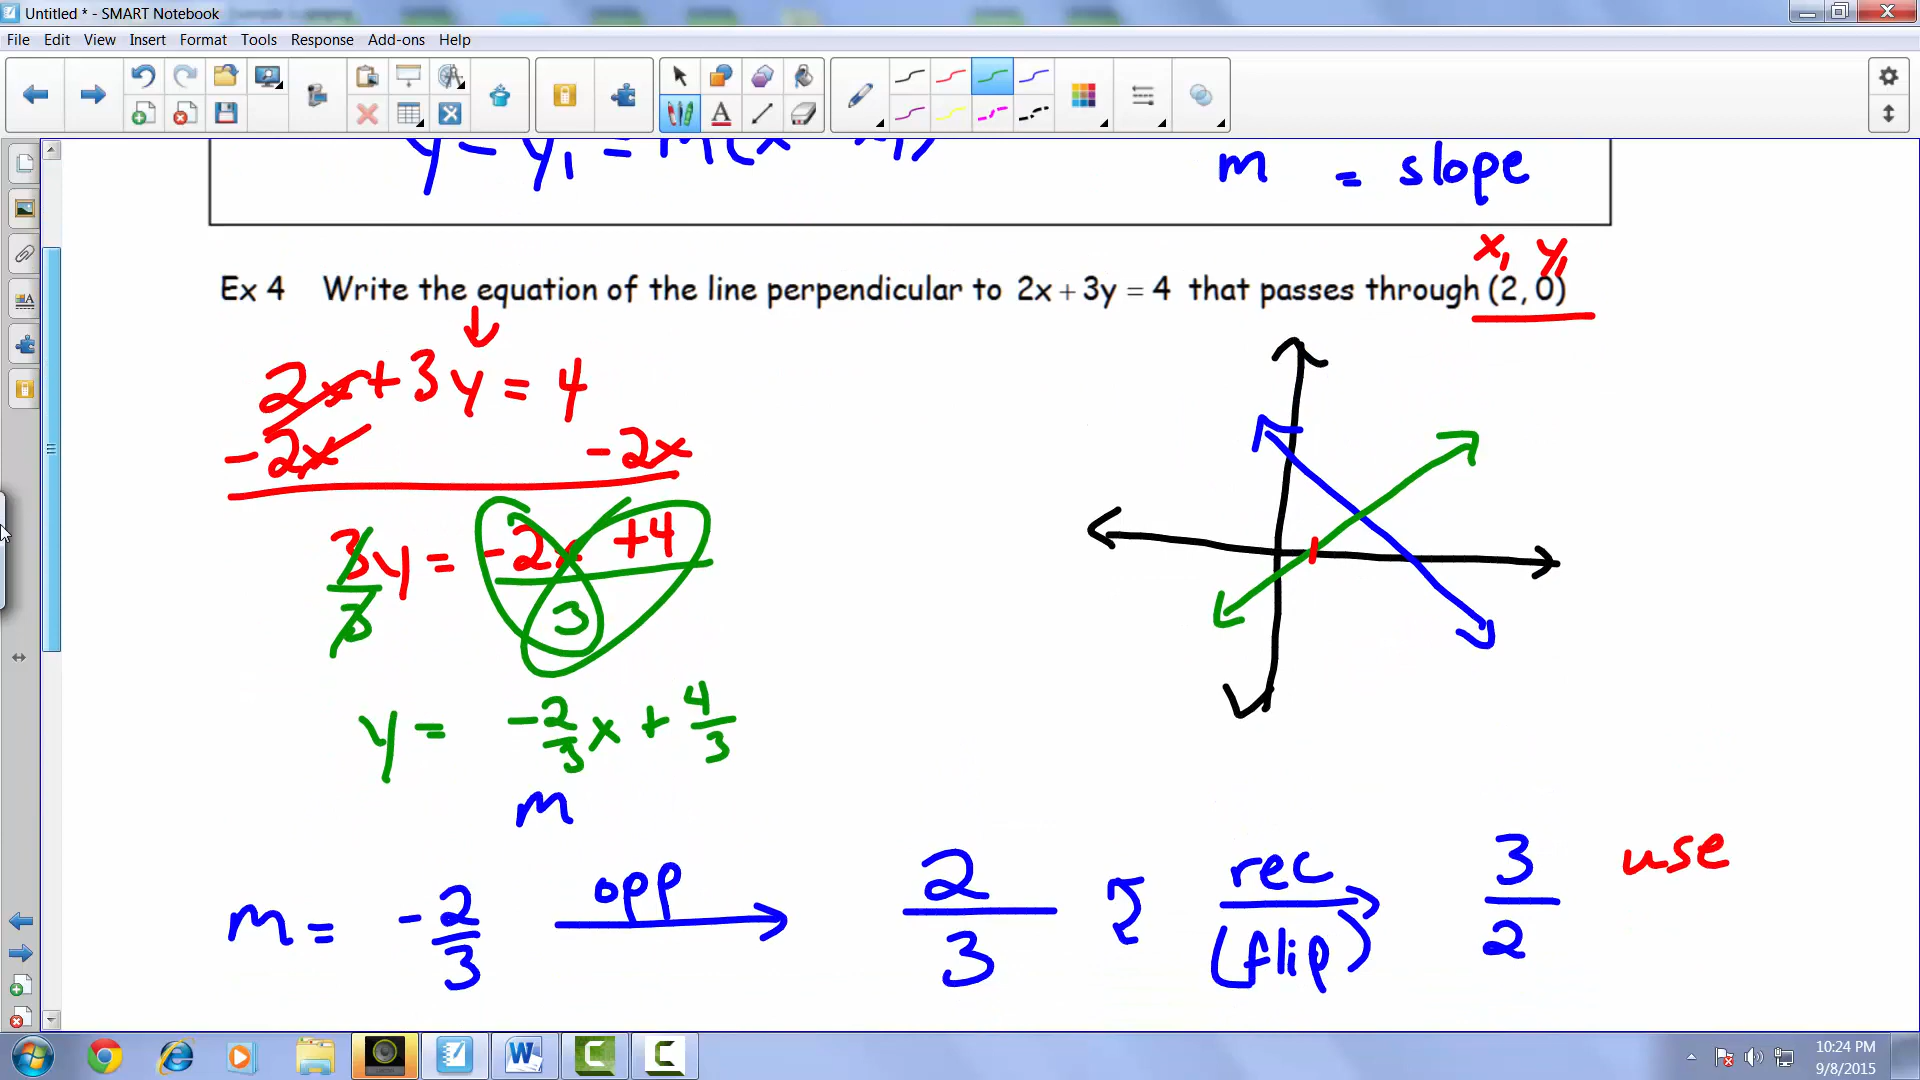 Untitled * - SMART Notebook
File Edit View Insert Format Tools Response Add-ons Help
y - y₁ = m(x - x₁)
m = slope
x₁ y₁
Ex 4 Write the equation of the line perpendicular to 2x + 3y = 4 that passes through (2, 0)
2x + 3y = 4
-2x -2x
3y = -2x +4
3 3
y = -2/3 x + 4/3
m
m = -2/3 opp 2/3 rec (flip) 3/2 use
10:24 PM
9/8/2015